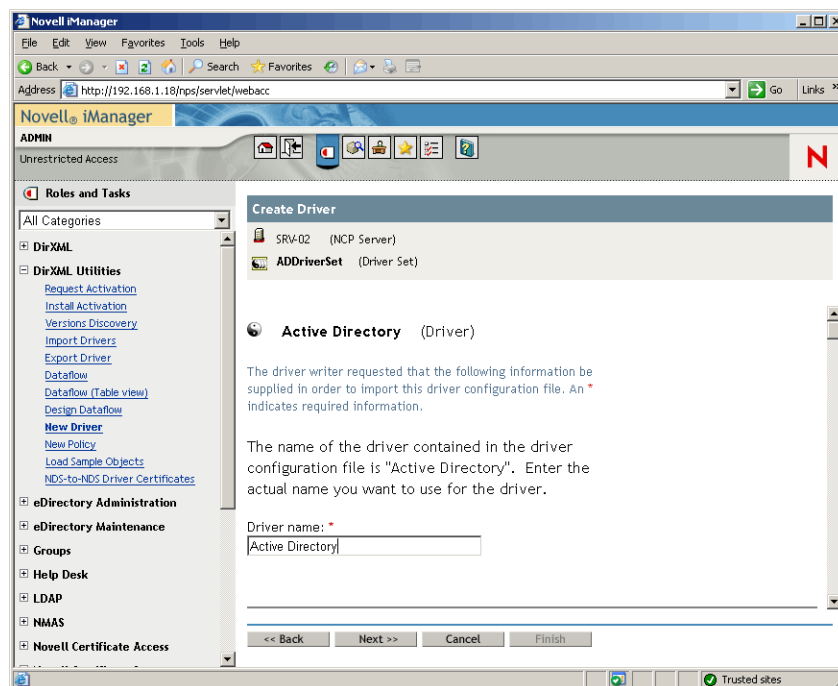 Novell iManager
File Edit View Favorites Tools Help
Back Search Favorites
Address http://192.168.1.18/nps/servlet/webacc Go Links »
Novell® iManager
ADMIN
Unrestricted Access
N
Roles and Tasks
All Categories
DirXML
DirXML Utilities
Request Activation
Install Activation
Versions Discovery
Import Drivers
Export Driver
Dataflow
Dataflow (Table view)
Design Dataflow
New Driver
New Policy
Load Sample Objects
NDS-to-NDS Driver Certificates
eDirectory Administration
eDirectory Maintenance
Groups
Help Desk
LDAP
NMAS
Novell Certificate Access
Create Driver
SRV-02 (NCP Server)
ADDriverSet (Driver Set)
Active Directory (Driver)
The driver writer requested that the following information be
supplied in order to import this driver configuration file. An *
indicates required information.
The name of the driver contained in the driver
configuration file is "Active Directory". Enter the
actual name you want to use for the driver.
Driver name: *
Active Directory
<< Back Next >> Cancel Finish
Trusted sites